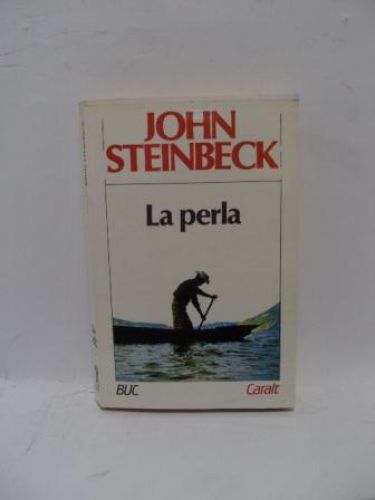 JOHN
STEINBECK
La perla
BUC
Caralt